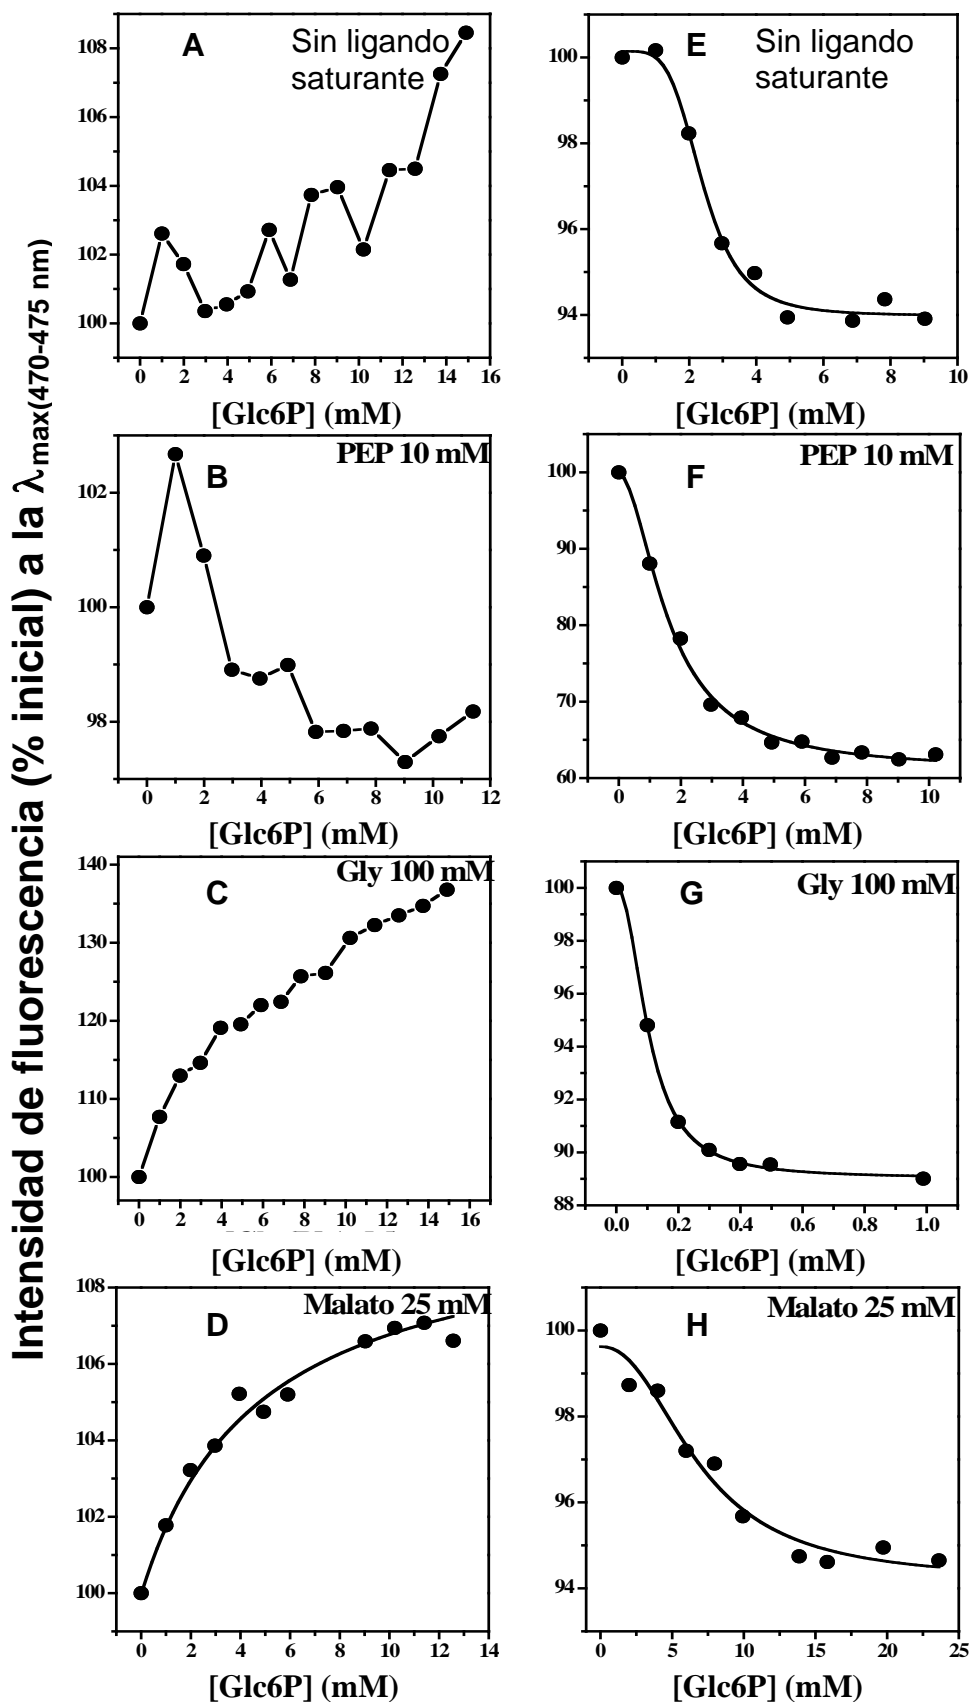 Intensidad de fluorescencia (% inicial) a la λmax(470-475 nm)
A
Sin ligando
saturante
108
106
104
102
100
0 2 4 6 8 10 12 14 16
[Glc6P] (mM)
E
Sin ligando
saturante
100
98
96
94
0 2 4 6 8 10
[Glc6P] (mM)
B
PEP 10 mM
102
100
98
0 2 4 6 8 10 12
[Glc6P] (mM)
F
PEP 10 mM
100
90
80
70
60
0 2 4 6 8 10
[Glc6P] (mM)
C
Gly 100 mM
140
130
120
110
100
0 2 4 6 8 10 12 14 16
[Glc6P] (mM)
G
Gly 100 mM
100
98
96
94
92
90
88
0.0 0.2 0.4 0.6 0.8 1.0
[Glc6P] (mM)
D
Malato 25 mM
108
106
104
102
100
0 2 4 6 8 10 12 14
[Glc6P] (mM)
H
Malato 25 mM
100
98
96
94
0 5 10 15 20 25
[Glc6P] (mM)